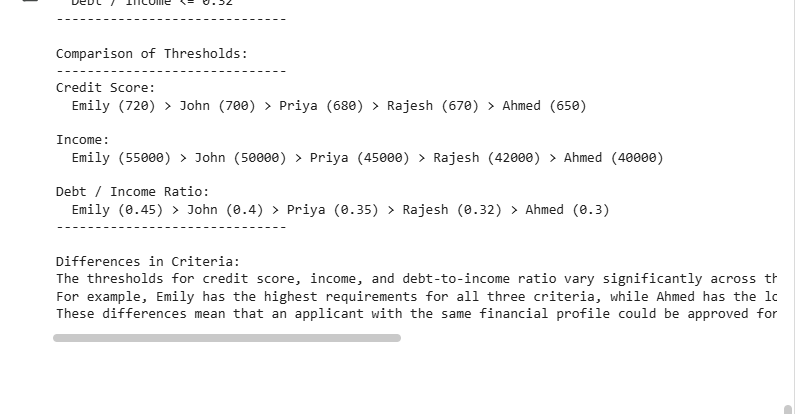 Debt / Income <= 0.32
------------------------------
Comparison of Thresholds:
------------------------------
Credit Score:
Emily (720) > John (700) > Priya (680) > Rajesh (670) > Ahmed (650)
Income:
Emily (55000) > John (50000) > Priya (45000) > Rajesh (42000) > Ahmed (40000)
Debt / Income Ratio:
Emily (0.45) > John (0.4) > Priya (0.35) > Rajesh (0.32) > Ahmed (0.3)
------------------------------
Differences in Criteria:
The thresholds for credit score, income, and debt-to-income ratio vary significantly across
For example, Emily has the highest requirements for all three criteria, while Ahmed has the
These differences mean that an applicant with the same financial profile could be approved for